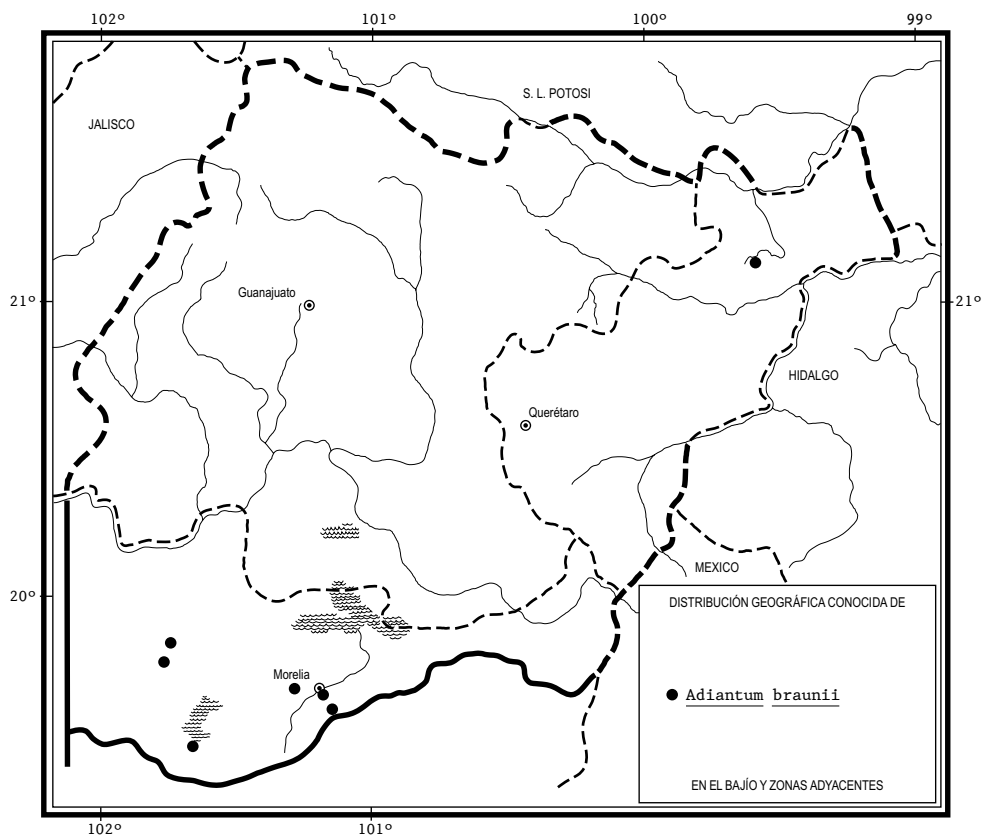 102° 101° 100° 99°
S. L. POTOSI
JALISCO
Guanajuato
21° 21°
HIDALGO
Querétaro
MEXICO
20°
DISTRIBUCIÓN GEOGRÁFICA CONOCIDA DE
Morelia
Adiantum braunii
EN EL BAJÍO Y ZONAS ADYACENTES
102° 101°